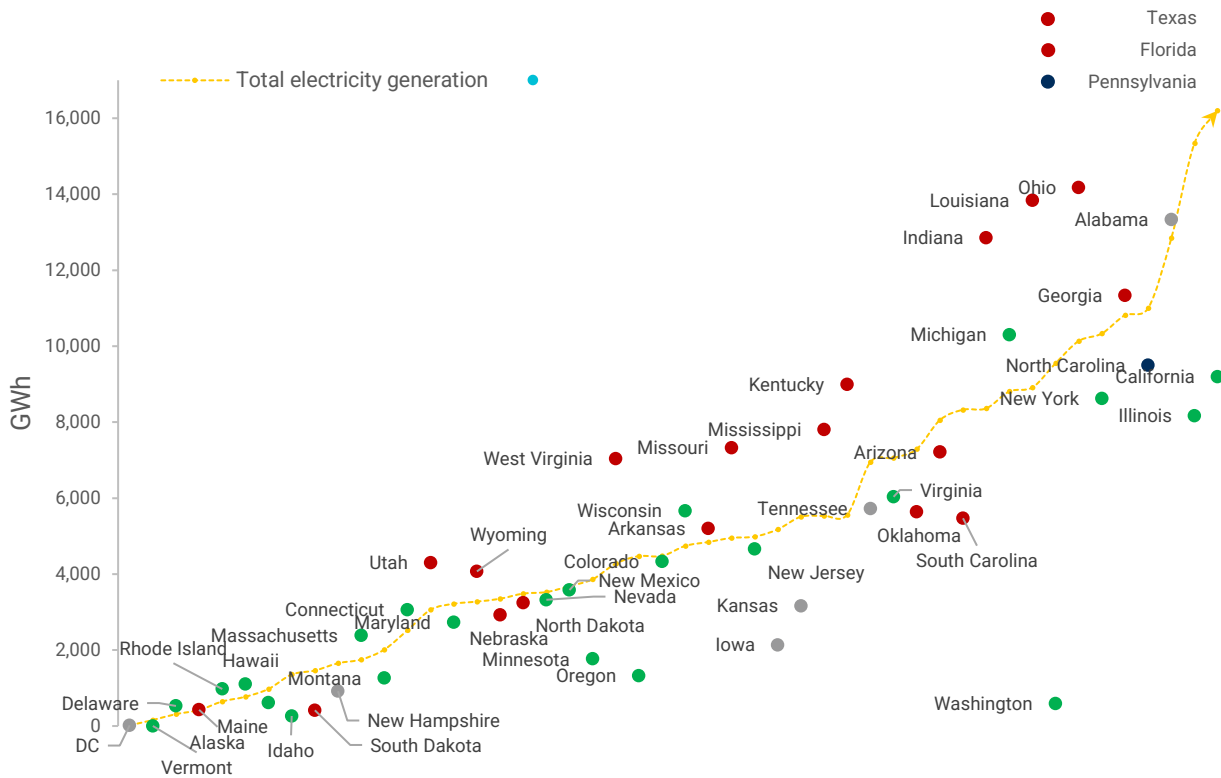 Texas
Florida
Pennsylvania
Total electricity generation
16,000
14,000
12,000
10,000
8,000
6,000
4,000
2,000
0
GWh
Ohio
Louisiana
Alabama
Indiana
Georgia
Michigan
North Carolina
California
Kentucky
New York
Illinois
Mississippi
Missouri
Arizona
West Virginia
Virginia
Wisconsin
Tennessee
Arkansas
Oklahoma
Wyoming
South Carolina
Utah
Colorado
New Mexico
New Jersey
Nevada
Kansas
Connecticut
Maryland
North Dakota
Nebraska
Massachusetts
Iowa
Rhode Island
Hawaii
Minnesota
Oregon
Montana
Delaware
Washington
New Hampshire
Maine
DC
Alaska
Idaho
South Dakota
Vermont